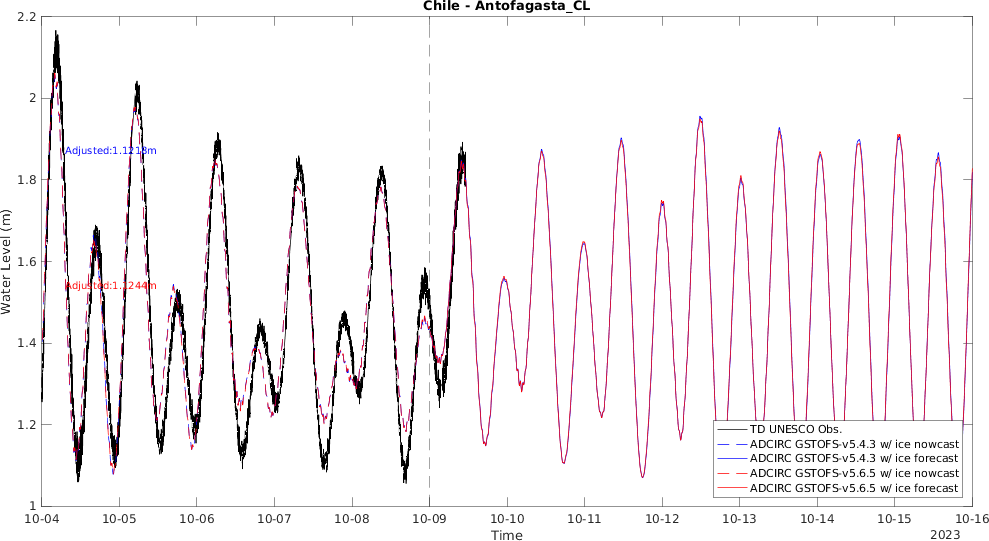 Chile - Antofagasta_CL
2.2
2
1.8
1.6
1.4
1.2
1
Water Level (m)
Adjusted:1.1213m
Adjusted:1.1244m
TD UNESCO Obs.
ADCIRC GSTOFS-v5.4.3 w/ ice nowcast
ADCIRC GSTOFS-v5.4.3 w/ ice forecast
ADCIRC GSTOFS-v5.6.5 w/ ice nowcast
ADCIRC GSTOFS-v5.6.5 w/ ice forecast
10-04 10-05 10-06 10-07 10-08 10-09 10-10 10-11 10-12 10-13 10-14 10-15 10-16
Time
2023